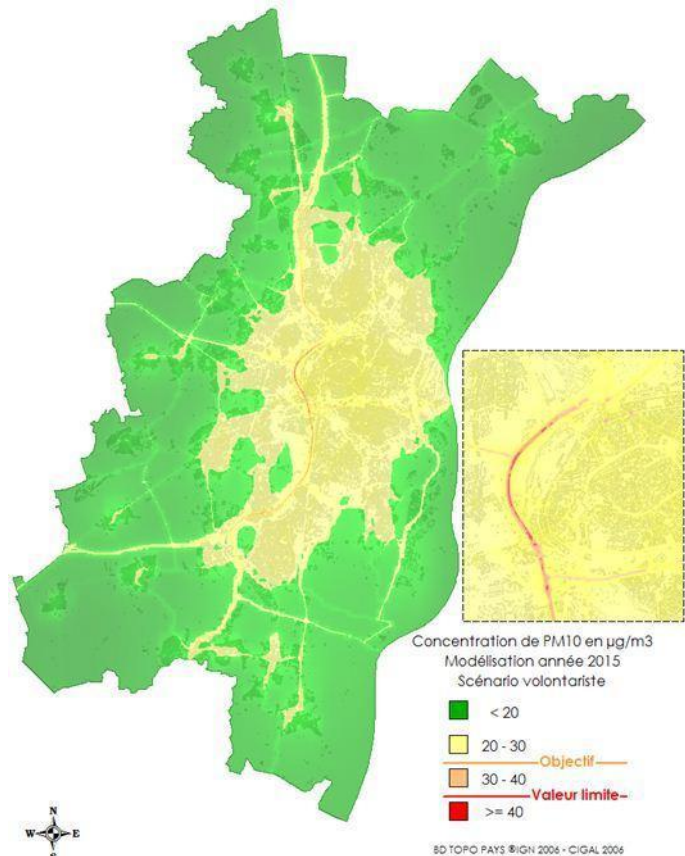 Concentration de PM10 en µg/m3
Modélisation année 2015
Scénario volontariste
< 20
20 - 30
Objectif
30 - 40
Valeur limite
>= 40
N
W E
S
BD TOPO PAYS ®IGN 2006 - CIGAL 2006